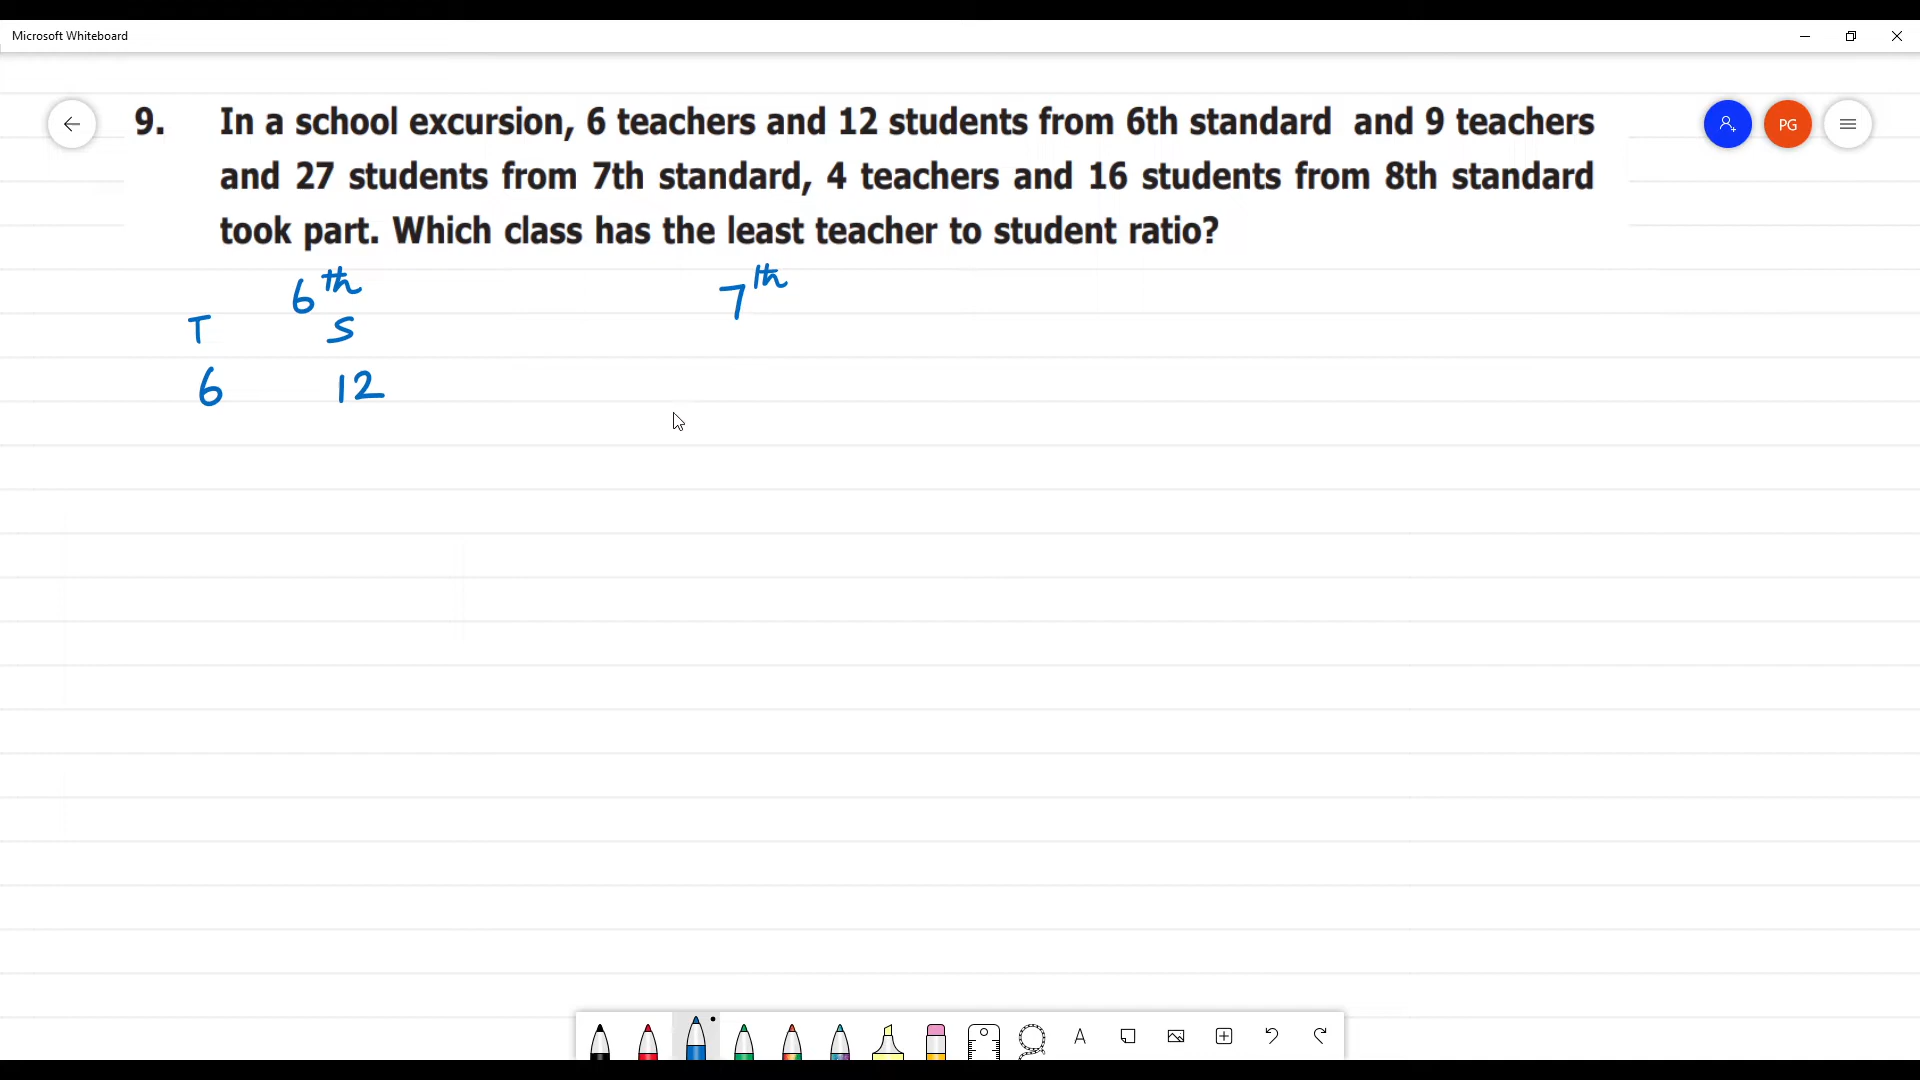 Microsoft Whiteboard
9. In a school excursion, 6 teachers and 12 students from 6th standard and 9 teachers
and 27 students from 7th standard, 4 teachers and 16 students from 8th standard
took part. Which class has the least teacher to student ratio?
PG
6th 7th
T S
6 12
A